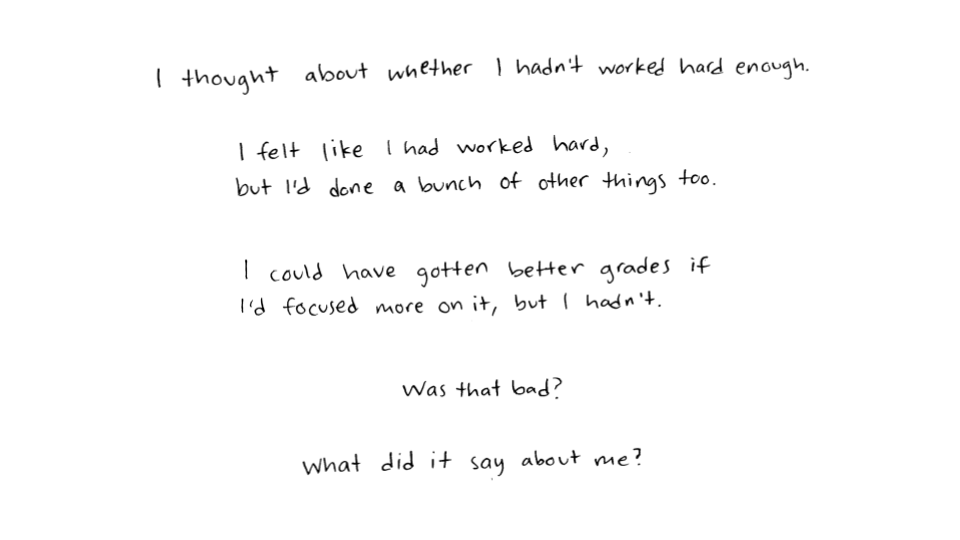 I thought about whether I hadn't worked hard enough.
I felt like I had worked hard,
but I'd done a bunch of other things too.
I could have gotten better grades if
I'd focused more on it, but I hadn't.
Was that bad?
What did it say about me?